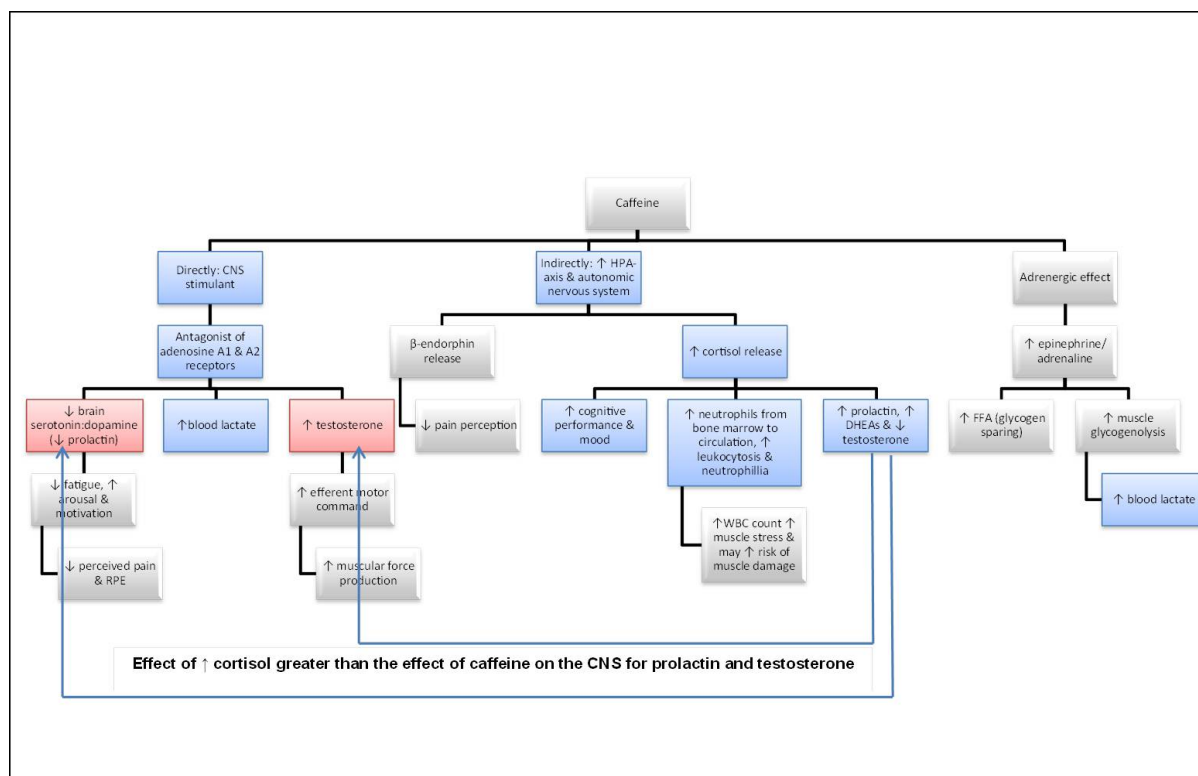 Caffeine
Directly: CNS
stimulant
Indirectly: ↑ HPA-
axis & autonomic
nervous system
Adrenergic effect
Antagonist of
adenosine A1 & A2
receptors
β-endorphin
release
↑ cortisol release
↑ epinephrine/
adrenaline
↓ brain
serotonin:dopamine
(↓ prolactin)
↑blood lactate
↑ testosterone
↓ pain perception
↑ cognitive
performance &
mood
↑ neutrophils from
bone marrow to
circulation, ↑
leukocytosis &
neutrophillia
↑ prolactin, ↑
DHEAs & ↓
testosterone
↑ FFA (glycogen
sparing)
↑ muscle
glycogenolysis
↓ fatigue, ↑
arousal &
motivation
↑ efferent motor
command
↑WBC count ↑
muscle stress &
may ↑ risk of
muscle damage
↑ blood lactate
↓ perceived pain
& RPE
↑ muscular force
production
Effect of ↑ cortisol greater than the effect of caffeine on the CNS for prolactin and testosterone